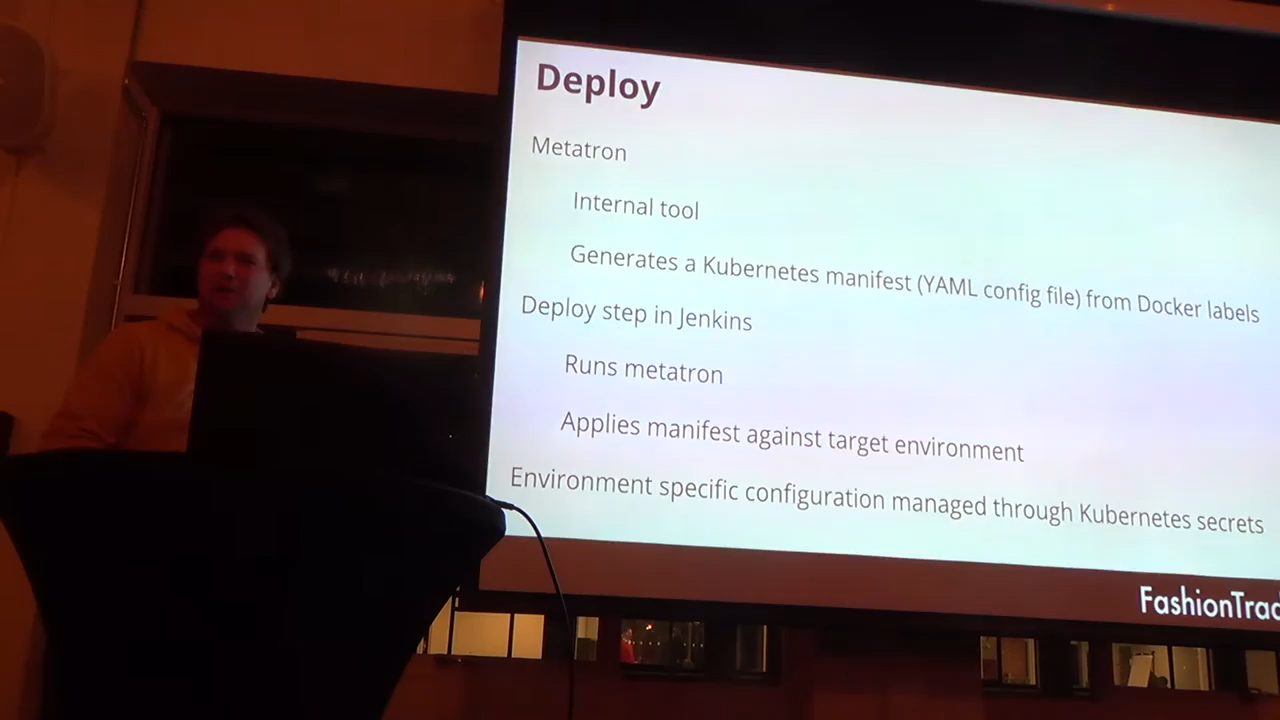 Deploy
Metatron
Internal tool
Generates a Kubernetes manifest (YAML config file) from Docker labels
Deploy step in Jenkins
Runs metatron
Applies manifest against target environment
Environment specific configuration managed through Kubernetes secrets
FashionTrad